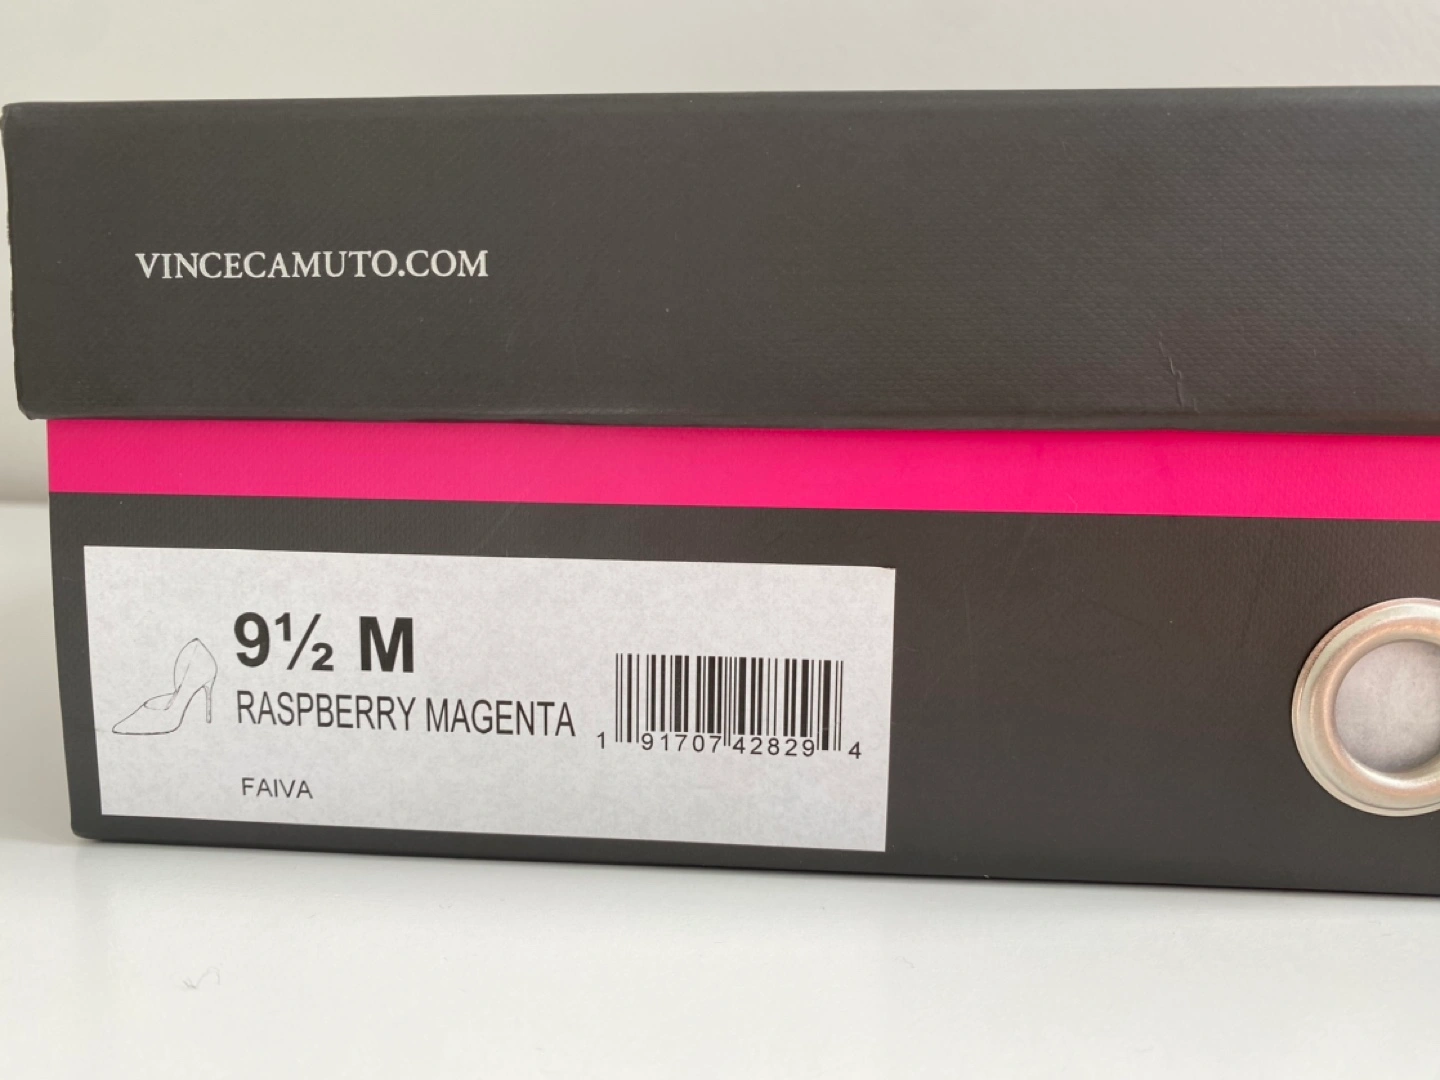 VINCECAMUTO.COM
9½ M
RASPBERRY MAGENTA
1 91707 42829 4
FAIVA